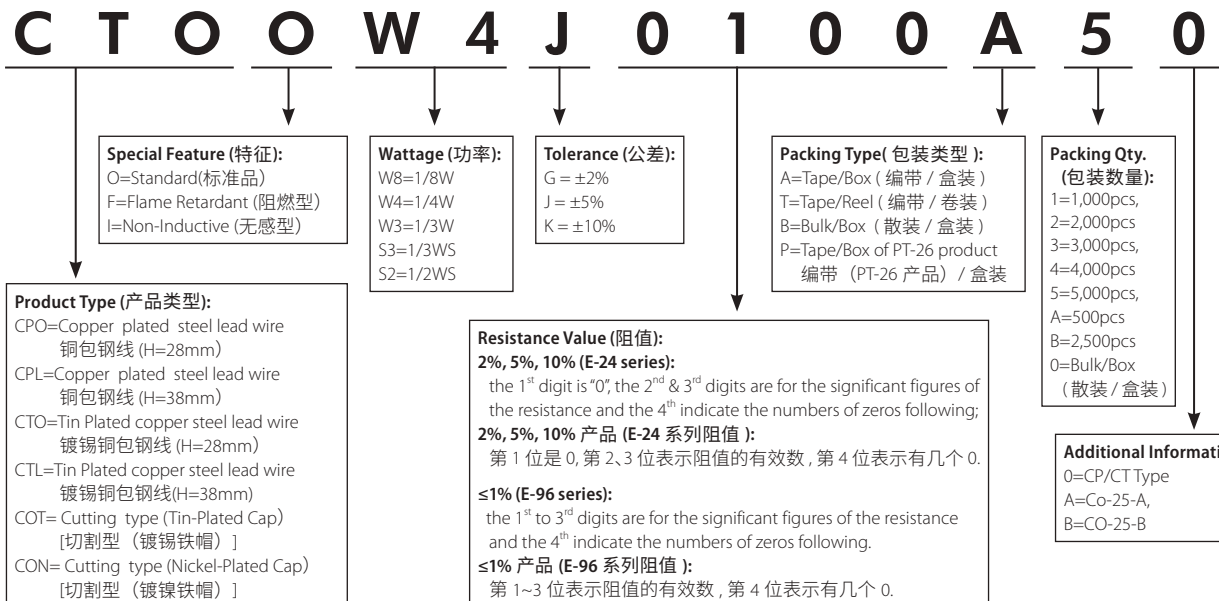 C T O O W 4 J 0 1 0 0 A 5 0
Special Feature (特征):
O=Standard(标准品)
F=Flame Retardant (阻燃型)
I=Non-Inductive (无感型)
Wattage (功率):
W8=1/8W
W4=1/4W
W3=1/3W
S3=1/3WS
S2=1/2WS
Tolerance (公差):
G = ±2%
J = ±5%
K = ±10%
Packing Type( 包装类型 ):
A=Tape/Box ( 编带 / 盒装 )
T=Tape/Reel ( 编带 / 卷装 )
B=Bulk/Box ( 散装 / 盒装 )
P=Tape/Box of PT-26 product
编带（PT-26 产品）/ 盒装
Packing Qty.
(包装数量):
1=1,000pcs,
2=2,000pcs
3=3,000pcs,
4=4,000pcs
5=5,000pcs,
A=500pcs
B=2,500pcs
0=Bulk/Box
( 散装 / 盒装 )
Product Type (产品类型):
CPO=Copper plated steel lead wire
铜包钢线 (H=28mm)
CPL=Copper plated steel lead wire
铜包钢线 (H=38mm)
CTO=Tin Plated copper steel lead wire
镀锡铜包钢线 (H=28mm)
CTL=Tin Plated copper steel lead wire
镀锡铜包钢线(H=38mm)
COT= Cutting type (Tin-Plated Cap)
[切割型（镀锡铁帽）]
CON= Cutting type (Nickel-Plated Cap)
[切割型（镀镍铁帽）]
Resistance Value (阻值):
2%, 5%, 10% (E-24 series):
the 1st digit is "0", the 2nd & 3rd digits are for the significant figures of
the resistance and the 4th indicate the numbers of zeros following;
2%, 5%, 10% 产品 (E-24 系列阻值 ):
第 1 位是 0, 第 2、3 位表示阻值的有效数 , 第 4 位表示有几个 0.
≤1% (E-96 series):
the 1st to 3rd digits are for the significant figures of the resistance
and the 4th indicate the numbers of zeros following.
≤1% 产品 (E-96 系列阻值 ):
第 1~3 位表示阻值的有效数 , 第 4 位表示有几个 0.
Additional Informati
0=CP/CT Type
A=Co-25-A,
B=CO-25-B